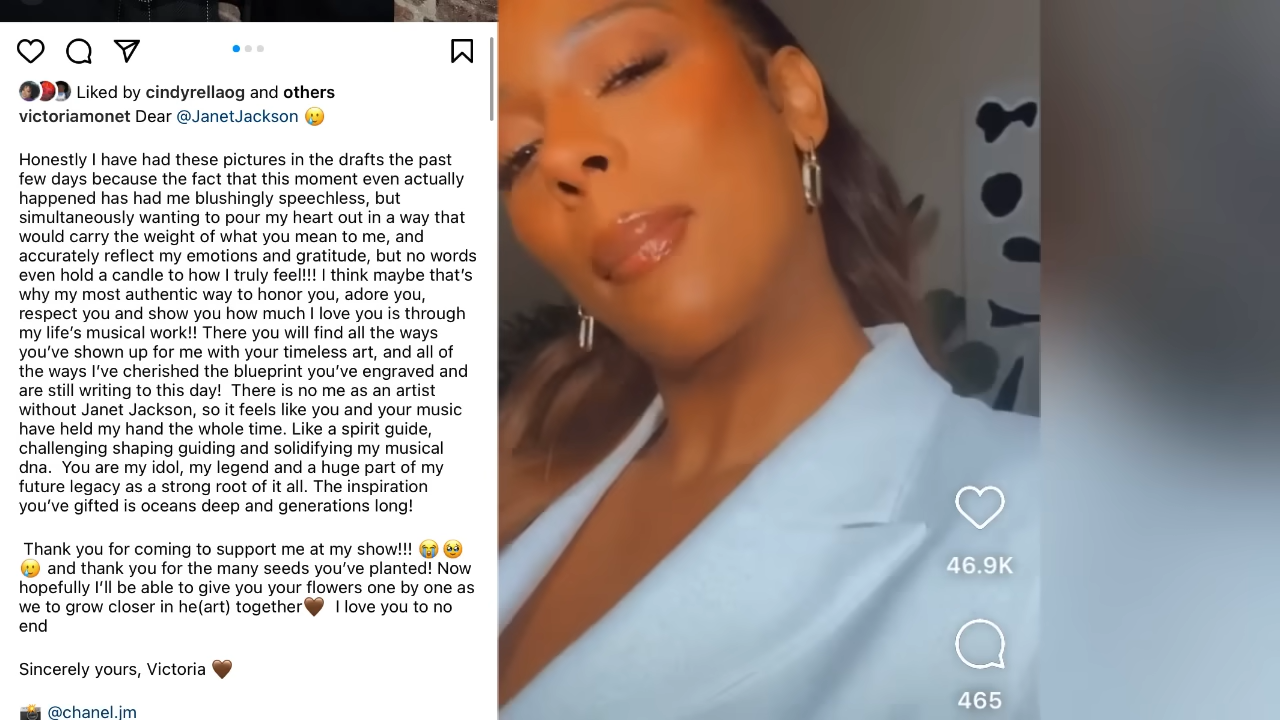 Liked by cindyrellaog and others
victoriamonet Dear @JanetJackson 🥲
Honestly I have had these pictures in the drafts the past
few days because the fact that this moment even actually
happened has had me blushingly speechless, but
simultaneously wanting to pour my heart out in a way that
would carry the weight of what you mean to me, and
accurately reflect my emotions and gratitude, but no words
even hold a candle to how I truly feel!!! I think maybe that’s
why my most authentic way to honor you, adore you,
respect you and show you how much I love you is through
my life’s musical work!! There you will find all the ways
you’ve shown up for me with your timeless art, and all of
the ways I’ve cherished the blueprint you’ve engraved and
are still writing to this day!  There is no me as an artist
without Janet Jackson, so it feels like you and your music
have held my hand the whole time. Like a spirit guide,
challenging shaping guiding and solidifying my musical
dna.  You are my idol, my legend and a huge part of my
future legacy as a strong root of it all. The inspiration
you’ve gifted is oceans deep and generations long!
Thank you for coming to support me at my show!!! 😭🥹
🥲 and thank you for the many seeds you’ve planted! Now
hopefully I’ll be able to give you your flowers one by one as
we to grow closer in he(art) together🤎  I love you to no
end
Sincerely yours, Victoria 🤎
📸 @chanel.jm
46.9K
465